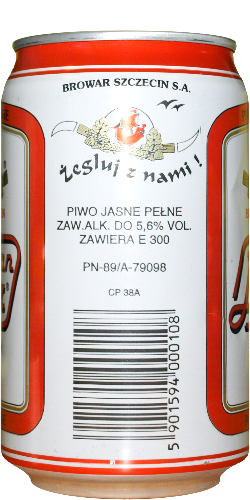 BROWAR SZCZECIN S.A.
Żegluj z nami!
PIWO JASNE PEŁNE
ZAW.ALK. DO 5,6% VOL.
ZAWIERA E 300
PN-89/A-79098
CP 38A
5 901594 000108